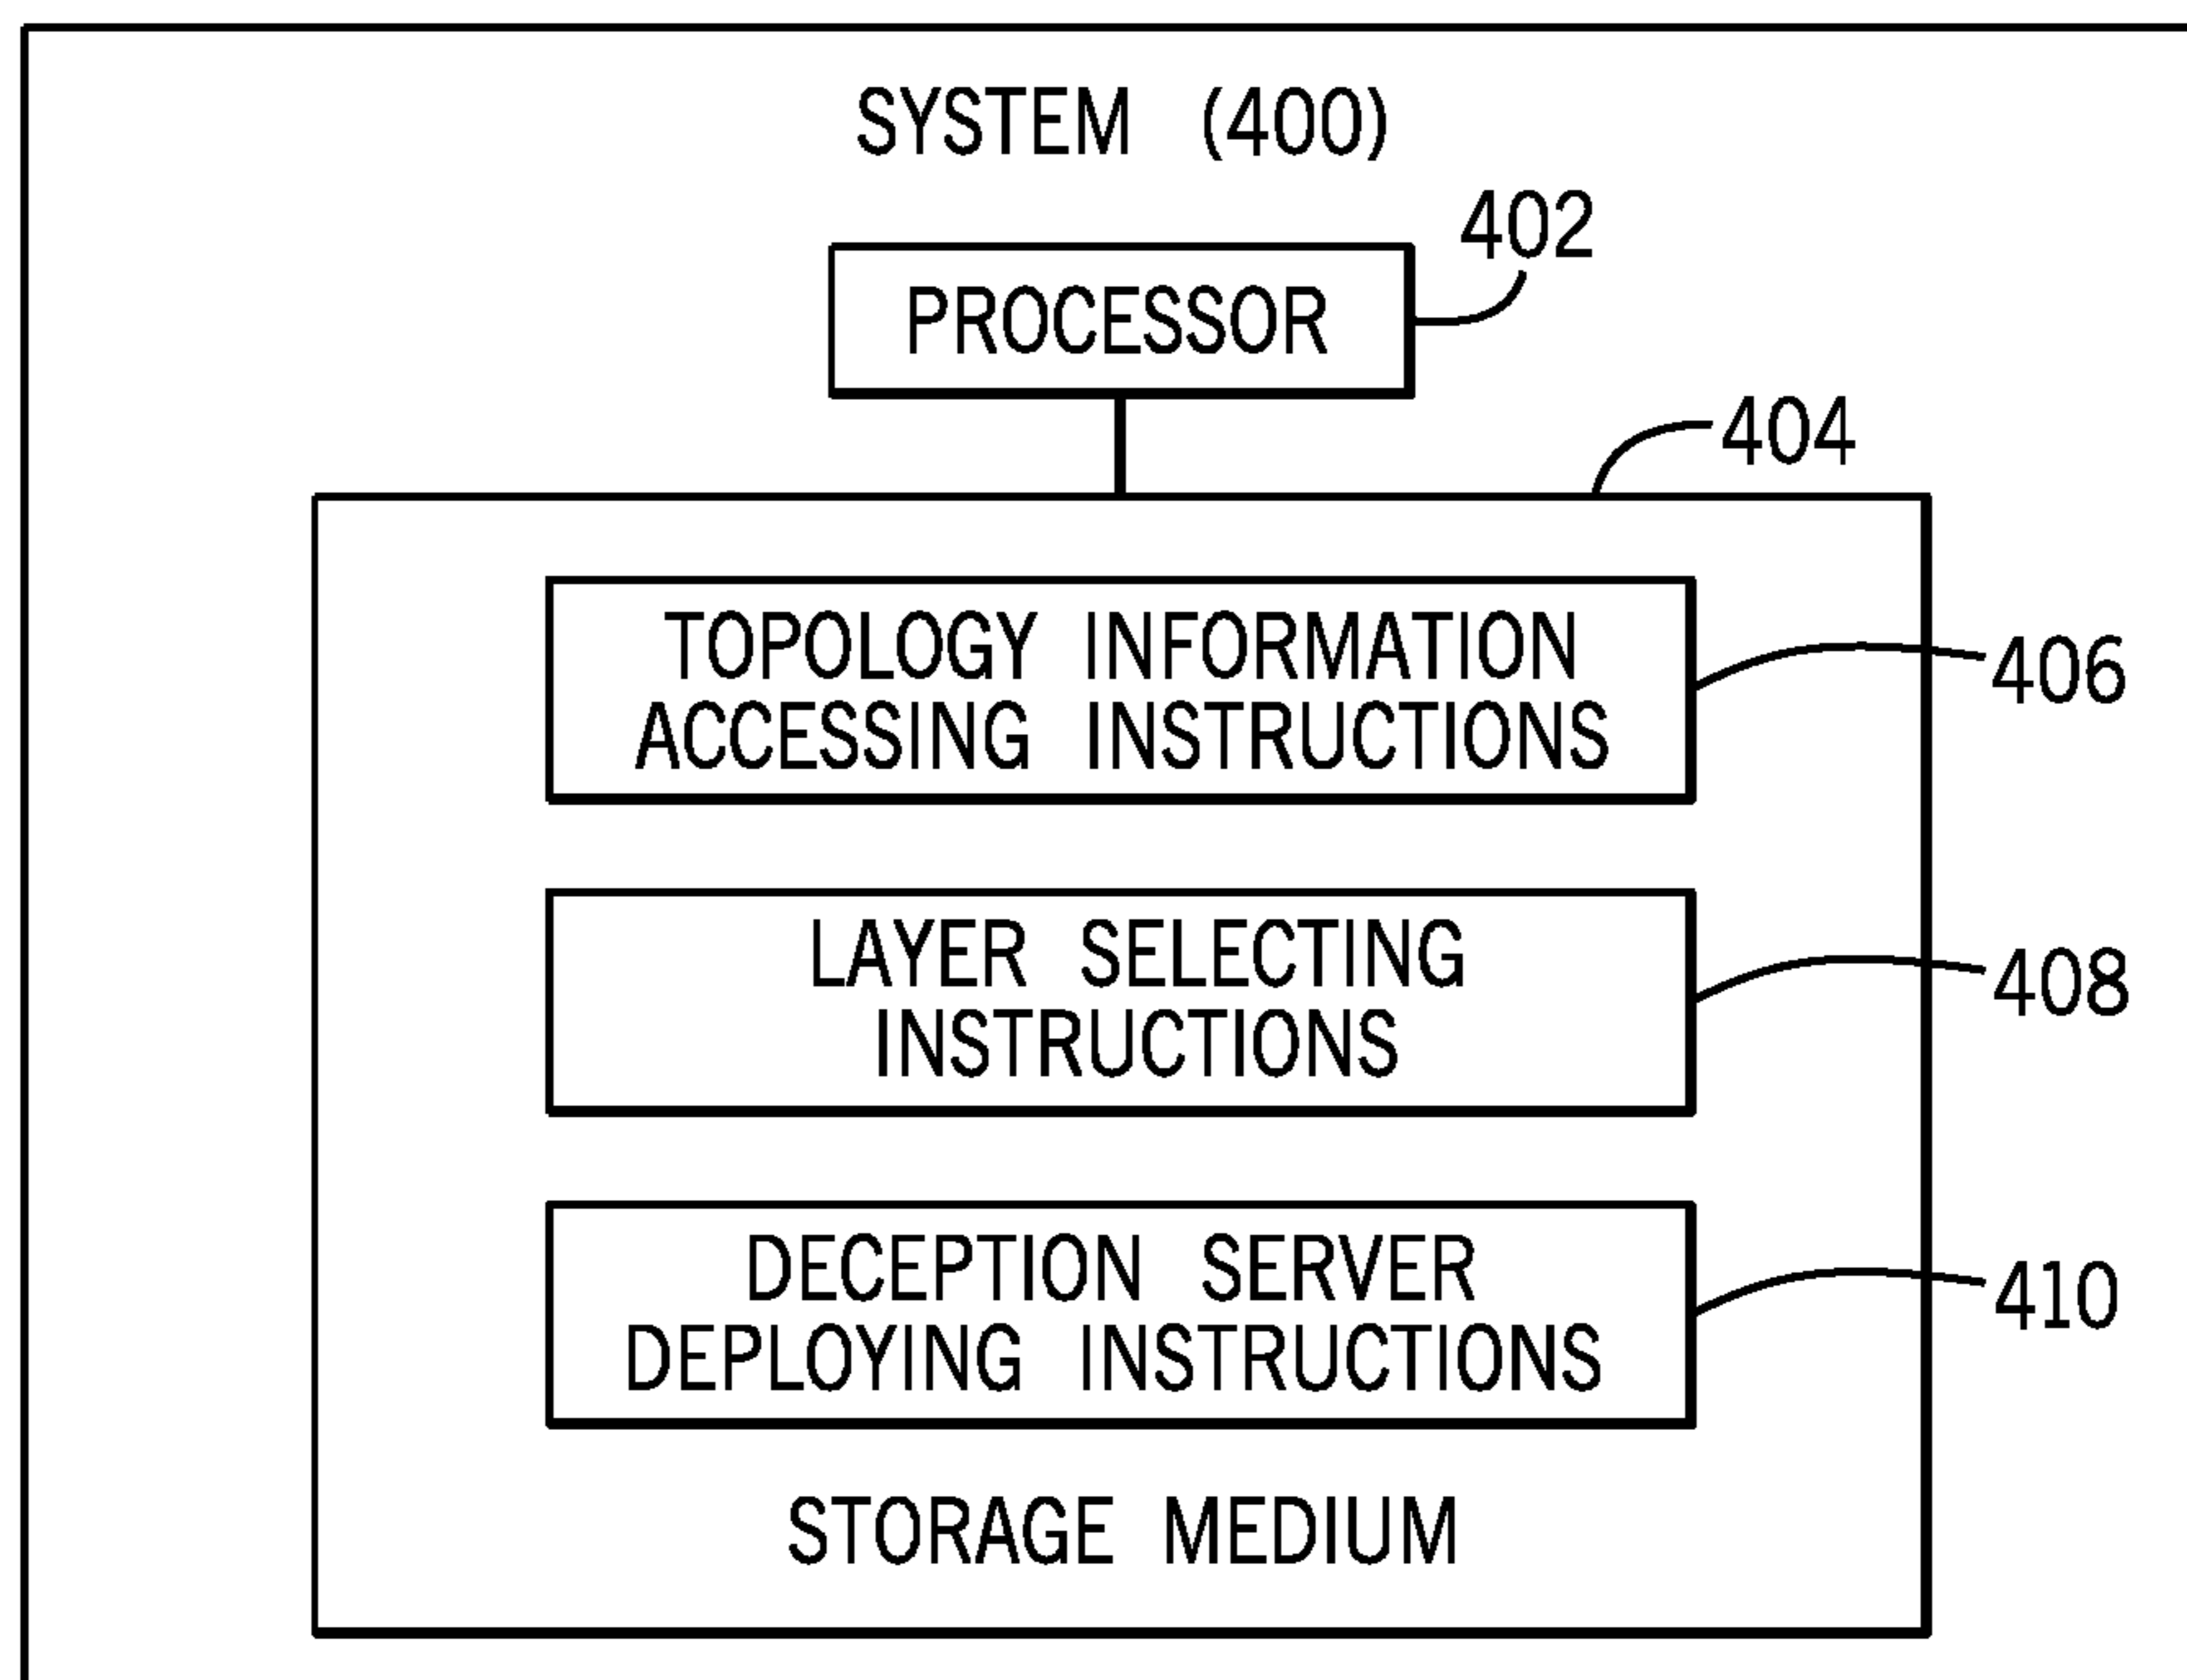 SYSTEM (400)
402
PROCESSOR
404
TOPOLOGY INFORMATION
ACCESSING INSTRUCTIONS
406
LAYER SELECTING
INSTRUCTIONS
408
DECEPTION SERVER
DEPLOYING INSTRUCTIONS
410
STORAGE MEDIUM